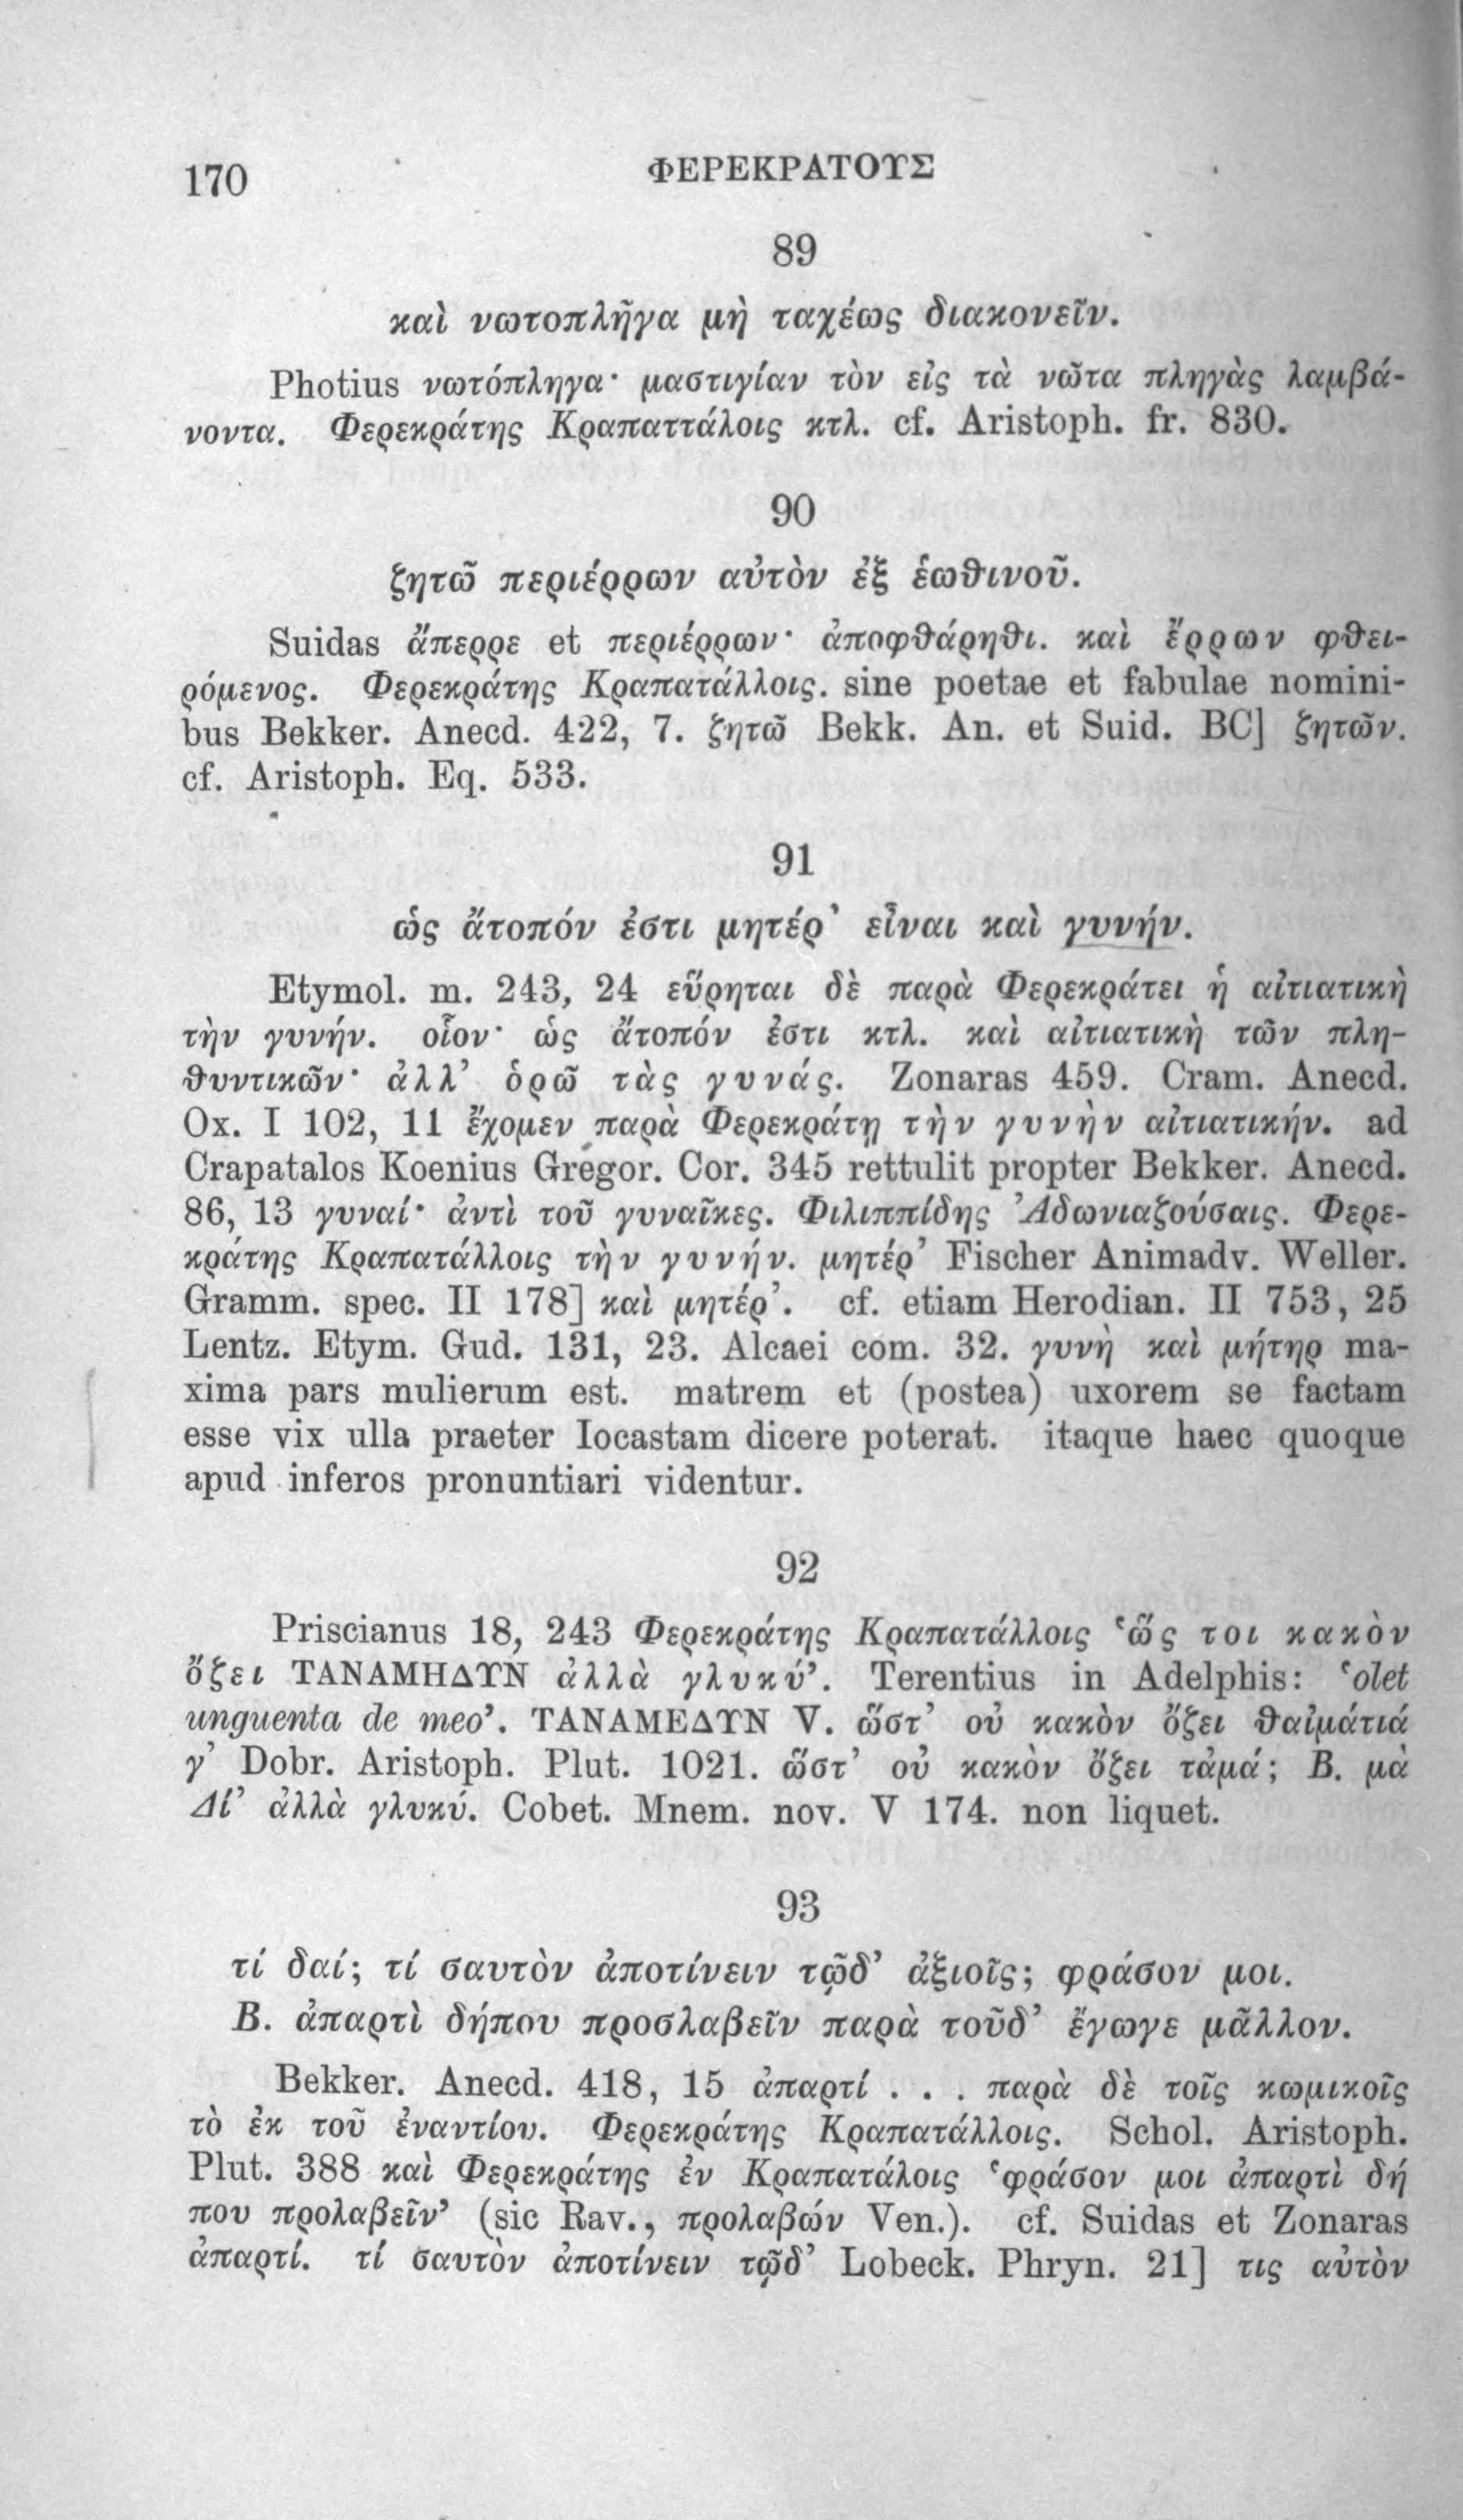 170 ΦΕΡΕΚΡΑΤΟΥΣ
89
καὶ νωτοπλῆγα μὴ ταχέως διακονεῖν.
Photius νωτόπληγα· μαστιγίαν τὸν εἰς τὰ νῶτα πληγὰς λαμβά-
νοντα. Φερεκράτης Κραπαττάλοις κτλ. cf. Aristoph. fr. 830.
90
ζητῶ περιέρρων αὐτὸν ἐξ ἑωθινοῦ.
Suidas ἄπερρε et περιέρρων· ἀποφθάρηθι. καὶ ἔρρων φθει-
ρόμενος. Φερεκράτης Κραπατάλλοις. sine poetae et fabulae nomini-
bus Bekker. Anecd. 422, 7. ζητῶ Bekk. An. et Suid. BC] ζητῶν.
cf. Aristoph. Eq. 533.
91
ὡς ἄτοπόν ἐστι μητέρ' εἶναι καὶ γυνήν.
Etymol. m. 243, 24 εὕρηται δὲ παρὰ Φερεκράτει ἡ αἰτιατικὴ
τὴν γυνήν. οἷον· ὡς ἄτοπόν ἐστι κτλ. καὶ αἰτιατικὴ τῶν πλη-
θυντικῶν· ἀλλ' ὁρῶ τὰς γυνάς. Zonaras 459. Cram. Anecd.
Ox. I 102, 11 ἔχομεν παρὰ Φερεκράτῃ τὴν γυνὴν αἰτιατικήν. ad
Crapatalos Koenius Gregor. Cor. 345 rettulit propter Bekker. Anecd.
86, 13 γυναί· ἀντὶ τοῦ γυναῖκες. Φιλιππίδης Ἀδωνιαζούσαις. Φερε-
κράτης Κραπατάλλοις τὴν γυνήν. μητέρ' Fischer Animadv. Weller.
Gramm. spec. II 178] καὶ μητέρ'. cf. etiam Herodian. II 753, 25
Lentz. Etym. Gud. 131, 23. Alcaei com. 32. γυνὴ καὶ μήτηρ ma-
xima pars mulierum est. matrem et (postea) uxorem se factam
esse vix ulla praeter Iocastam dicere poterat. itaque haec quoque
apud inferos pronuntiari videntur.
92
Priscianus 18, 243 Φερεκράτης Κραπατάλλοις ‘ὥς τοι κακὸν
ὄζει ΤΑΝΑΜΗΔΥΝ ἀλλὰ γλυκύ’. Terentius in Adelphis: ‘olet
unguenta de meo’. ΤΑΝΑΜΕΔΥΝ V. ὥστ' οὐ κακὸν ὄζει θαἰμάτιά
γ' Dobr. Aristoph. Plut. 1021. ὥστ' οὐ κακὸν ὄζει τἀμά; B. μὰ
Δί' ἀλλὰ γλυκύ. Cobet. Mnem. nov. V 174. non liquet.
93
τί δαί; τί σαυτὸν ἀποτίνειν τῷδ' ἀξιοῖς; φράσον μοι.
B. ἀπαρτὶ δήπου προσλαβεῖν παρὰ τοῦδ' ἔγωγε μᾶλλον.
Bekker. Anecd. 418, 15 ἀπαρτί . . . παρὰ δὲ τοῖς κωμικοῖς
τὸ ἐκ τοῦ ἐναντίου. Φερεκράτης Κραπατάλλοις. Schol. Aristoph.
Plut. 388 καὶ Φερεκράτης ἐν Κραπατάλοις ‘φράσον μοι ἀπαρτὶ δή
που προλαβεῖν’ (sic Rav., προλαβών Ven.). cf. Suidas et Zonaras
ἀπαρτί. τί σαυτὸν ἀποτίνειν τῷδ' Lobeck. Phryn. 21] τις αὐτὸν